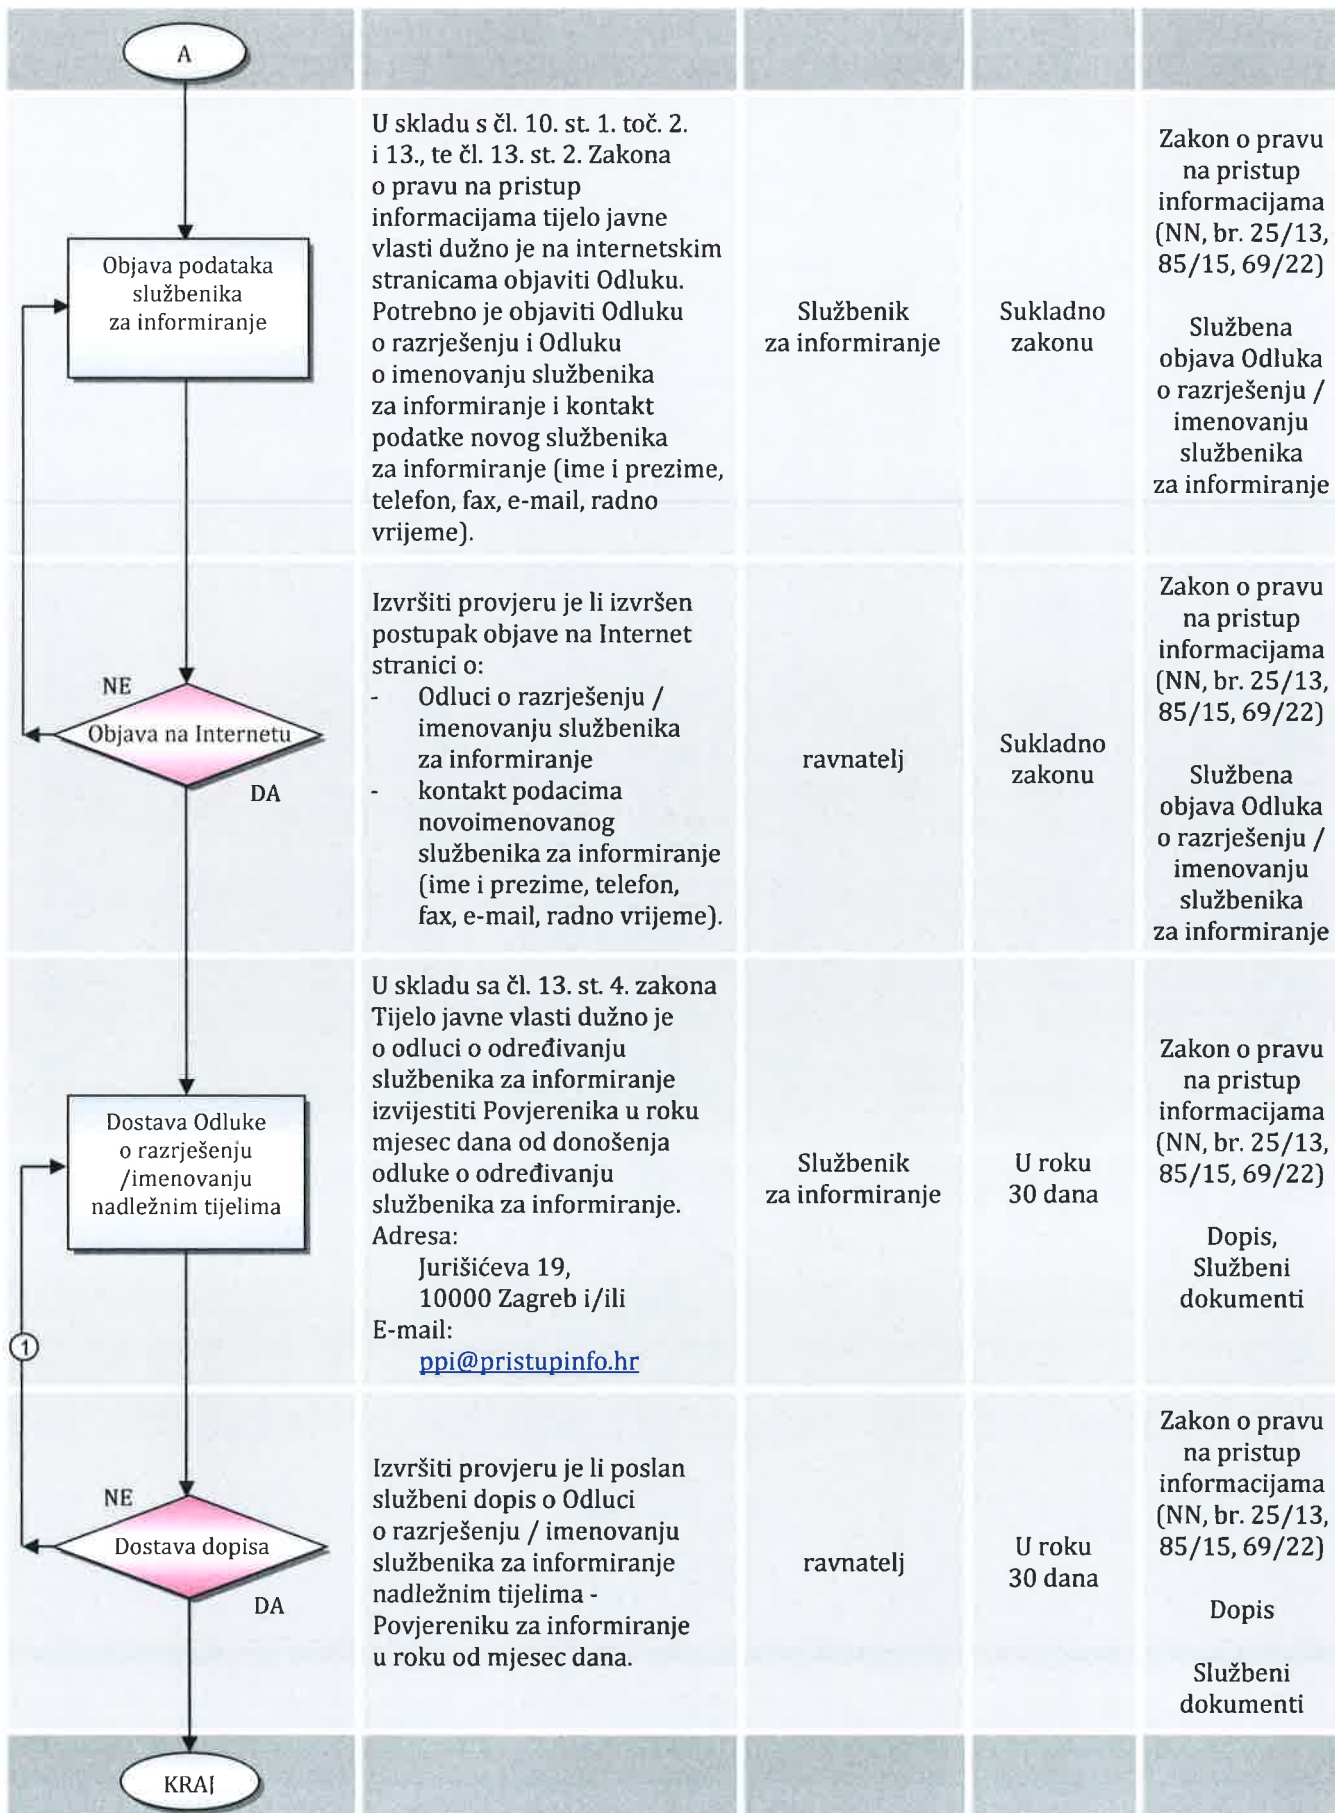 A
Objava podataka
službenika
za informiranje
U skladu s čl. 10. st. 1. toč. 2.
i 13., te čl. 13. st. 2. Zakona
o pravu na pristup
informacijama tijelo javne
vlasti dužno je na internetskim
stranicama objaviti Odluku.
Potrebno je objaviti Odluku
o razrješenju i Odluku
o imenovanju službenika
za informiranje i kontakt
podatke novog službenika
za informiranje (ime i prezime,
telefon, fax, e-mail, radno
vrijeme).
Službenik
za informiranje
Sukladno
zakonu
Zakon o pravu
na pristup
informacijama
(NN, br. 25/13,
85/15, 69/22)
Službena
objava Odluka
o razrješenju /
imenovanju
službenika
za informiranje
NE
Objava na Internetu
DA
Izvršiti provjeru je li izvršen
postupak objave na Internet
stranici o:
- Odluci o razrješenju /
imenovanju službenika
za informiranje
- kontakt podacima
novoimenovanog
službenika za informiranje
(ime i prezime, telefon,
fax, e-mail, radno vrijeme).
ravnatelj
Sukladno
zakonu
Zakon o pravu
na pristup
informacijama
(NN, br. 25/13,
85/15, 69/22)
Službena
objava Odluka
o razrješenju /
imenovanju
službenika
za informiranje
Dostava Odluke
o razrješenju
/imenovanju
nadležnim tijelima
U skladu sa čl. 13. st. 4. zakona
Tijelo javne vlasti dužno je
o odluci o određivanju
službenika za informiranje
izvijestiti Povjerenika u roku
mjesec dana od donošenja
odluke o određivanju
službenika za informiranje.
Adresa:
Jurišićeva 19,
10000 Zagreb i/ili
E-mail:
ppi@pristupinfo.hr
Službenik
za informiranje
U roku
30 dana
Zakon o pravu
na pristup
informacijama
(NN, br. 25/13,
85/15, 69/22)
Dopis,
Službeni
dokumenti
1
NE
Dostava dopisa
DA
Izvršiti provjeru je li poslan
službeni dopis o Odluci
o razrješenju / imenovanju
službenika za informiranje
nadležnim tijelima -
Povjereniku za informiranje
u roku od mjesec dana.
ravnatelj
U roku
30 dana
Zakon o pravu
na pristup
informacijama
(NN, br. 25/13,
85/15, 69/22)
Dopis
Službeni
dokumenti
KRAJ